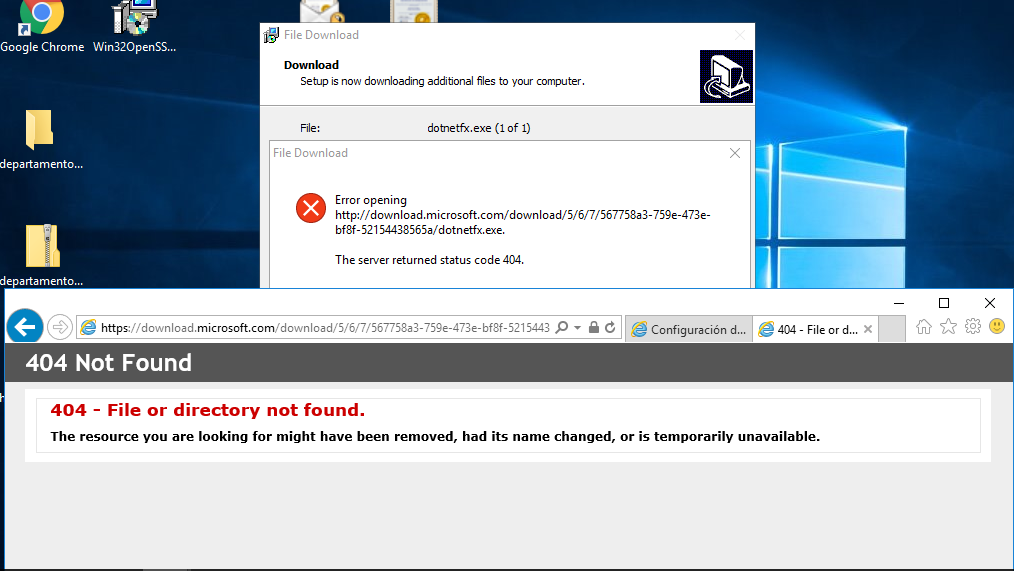 Google Chrome
Win32OpenSS...
departamento...
departamento...
File Download
Download
Setup is now downloading additional files to your computer.
File: dotnetfx.exe (1 of 1)
File Download
Error opening
http://download.microsoft.com/download/5/6/7/567758a3-759e-473e-
bf8f-52154438565a/dotnetfx.exe.
The server returned status code 404.
https://download.microsoft.com/download/5/6/7/567758a3-759e-473e-bf8f-5215443
Configuración d...
404 - File or d...
404 Not Found
404 - File or directory not found.
The resource you are looking for might have been removed, had its name changed, or is temporarily unavailable.